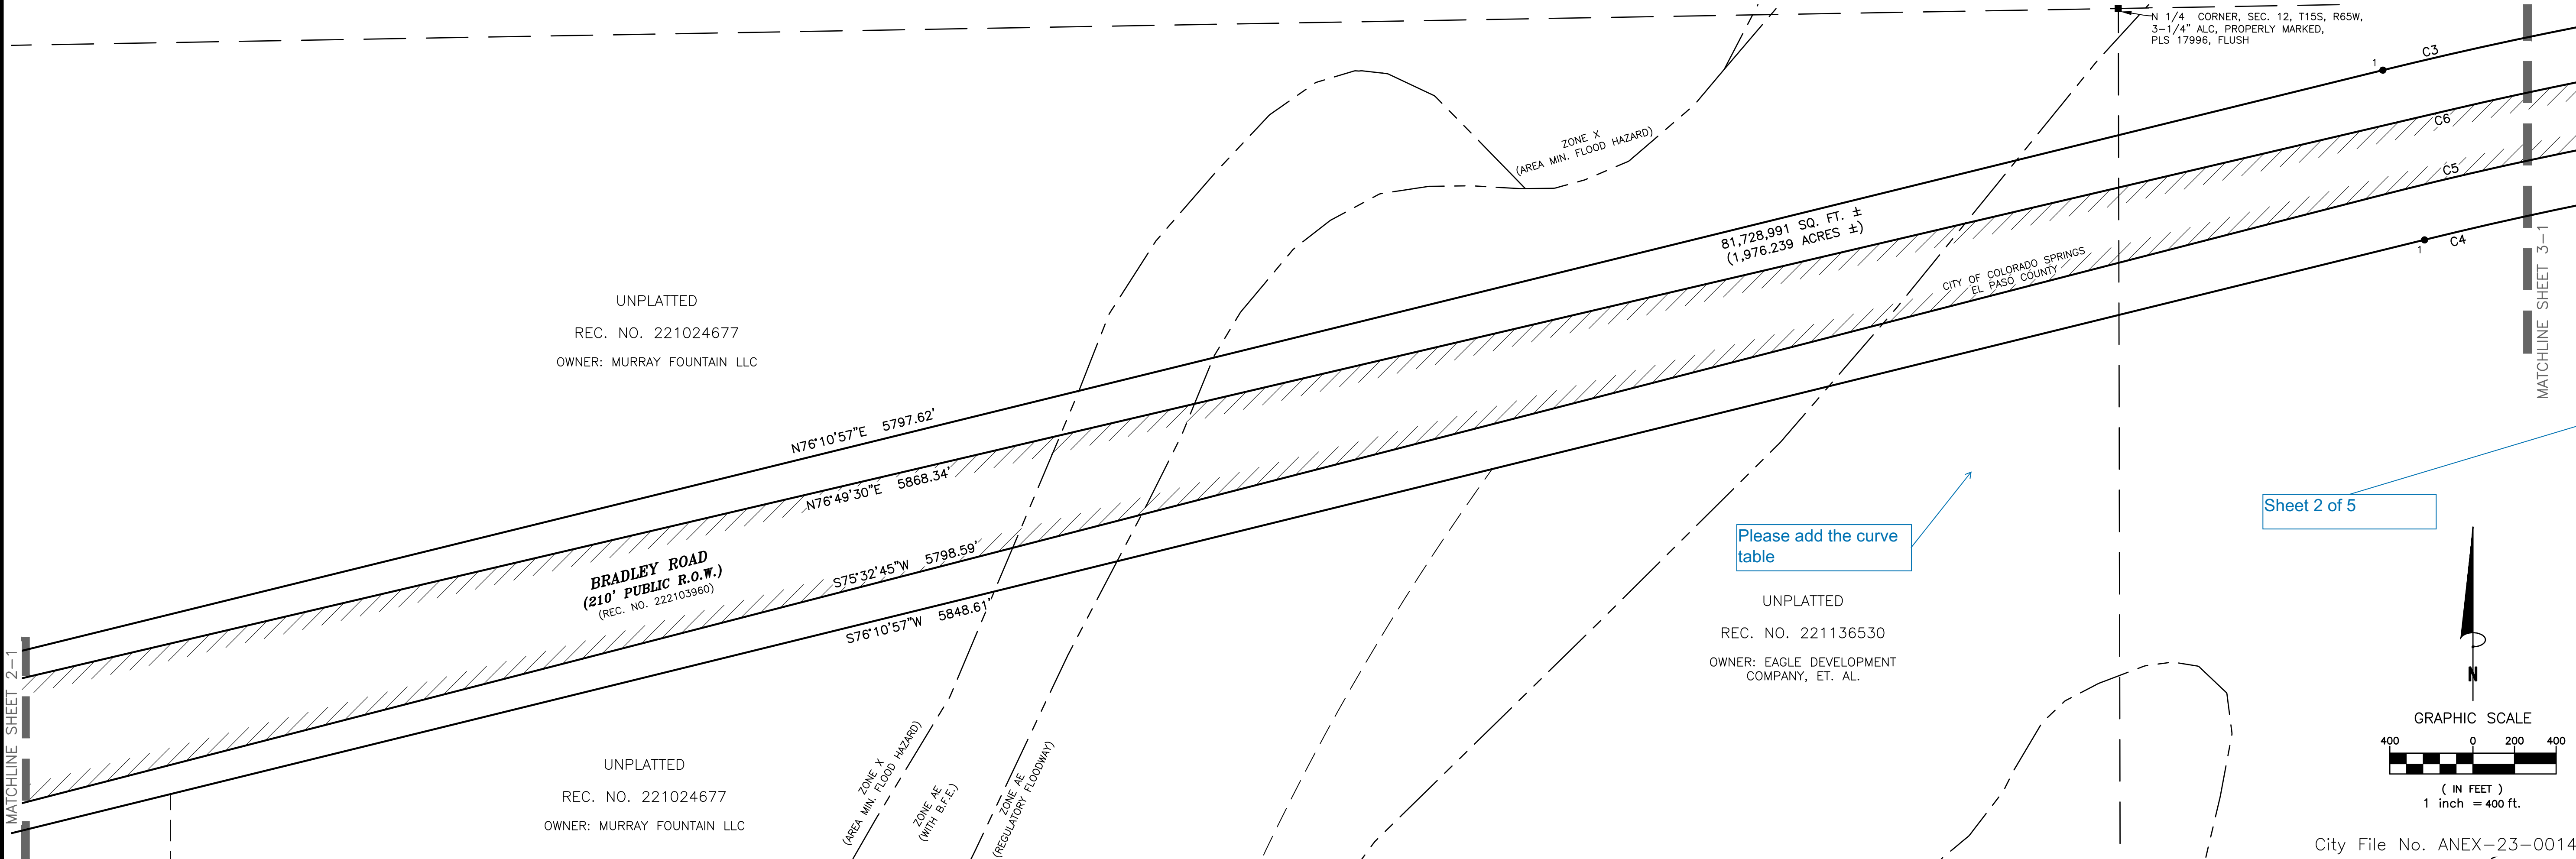 N 1/4 CORNER, SEC. 12, T15S, R65W,
3-1/4" ALC, PROPERLY MARKED,
PLS 17996, FLUSH
1
C3
C6
C5
C4
1
MATCHLINE SHEET 3-1
ZONE X
(AREA MIN. FLOOD HAZARD)
81,728,991 SQ. FT. ±
(1,976.239 ACRES ±)
CITY OF COLORADO SPRINGS
EL PASO COUNTY
UNPLATTED
REC. NO. 221024677
OWNER: MURRAY FOUNTAIN LLC
N76°10'57"E 5797.62'
N76°49'30"E 5868.34'
BRADLEY ROAD
(210' PUBLIC R.O.W.)
(REC. NO. 222103960)
S75°32'45"W 5798.59'
S76°10'57"W 5848.61'
Please add the curve
table
Sheet 2 of 5
UNPLATTED
REC. NO. 221136530
OWNER: EAGLE DEVELOPMENT
COMPANY, ET. AL.
MATCHLINE SHEET 2-1
UNPLATTED
REC. NO. 221024677
OWNER: MURRAY FOUNTAIN LLC
ZONE X
(AREA MIN. FLOOD HAZARD)
ZONE AE
(WITH B.F.E.)
ZONE AE
(REGULATORY FLOODWAY)
N
GRAPHIC SCALE
400 0 200 400
( IN FEET )
1 inch = 400 ft.
City File No. ANEX-23-0014